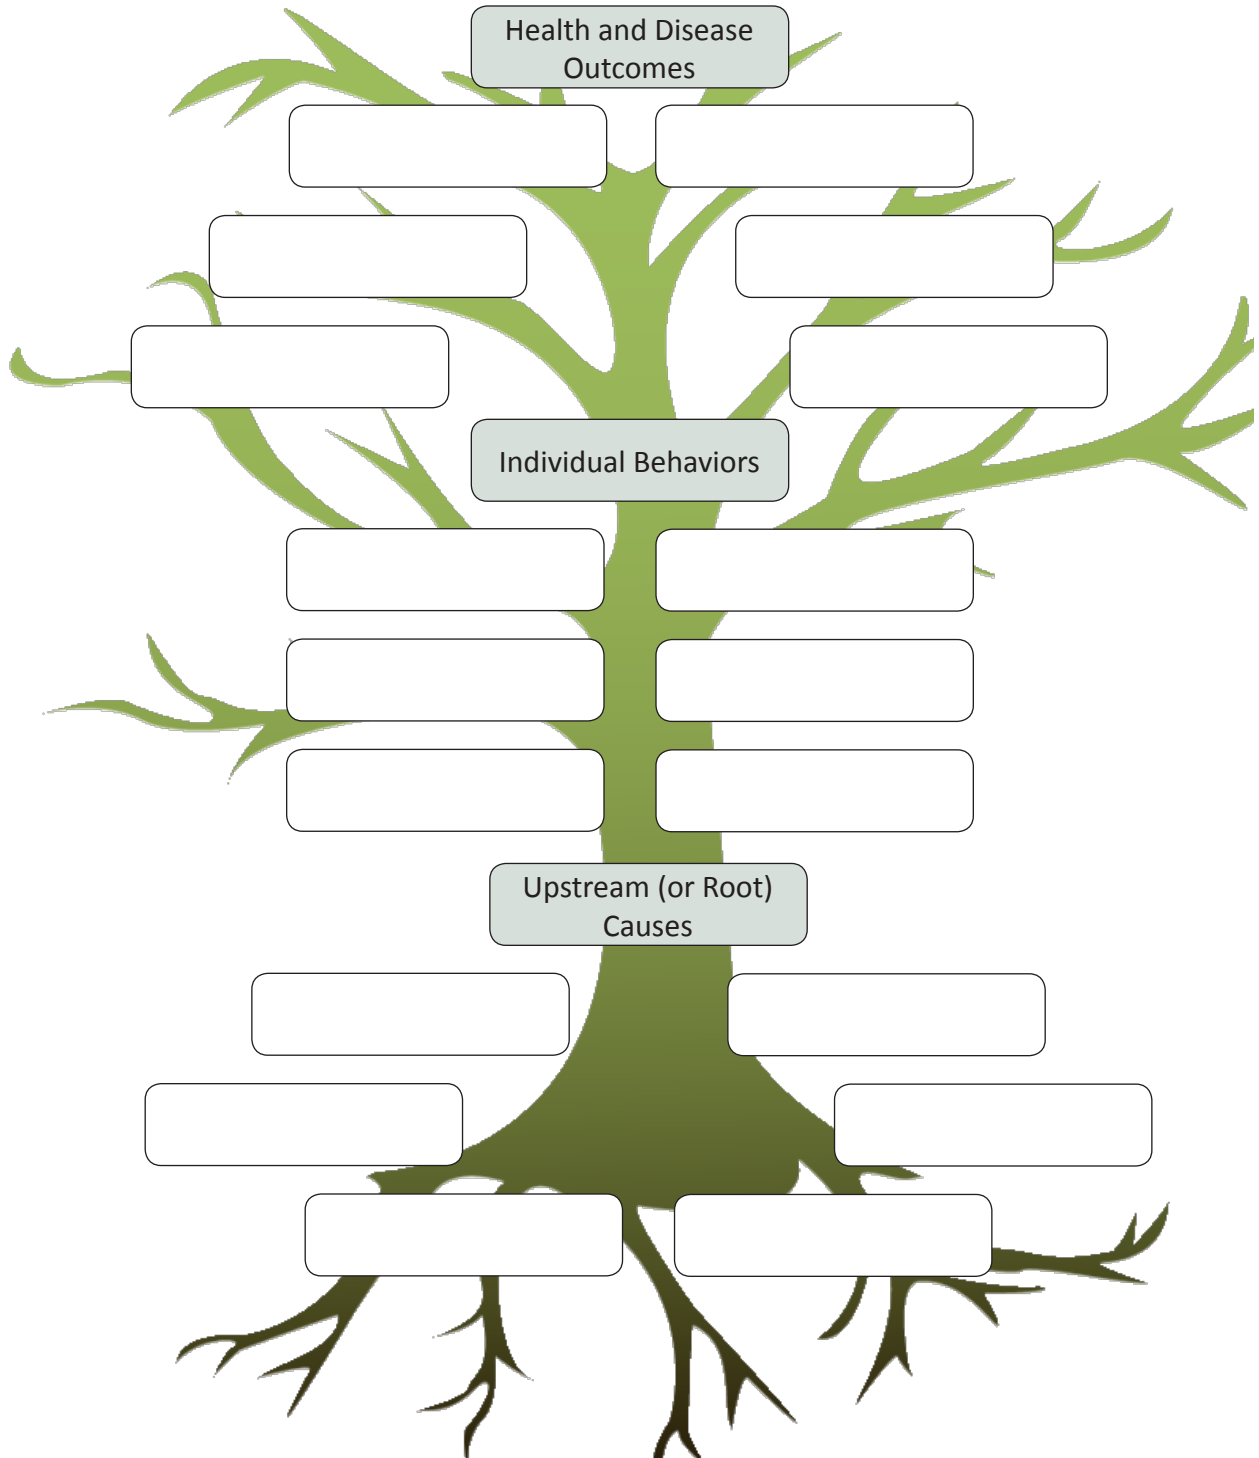 Health and Disease
Outcomes
Individual Behaviors
Upstream (or Root)
Causes